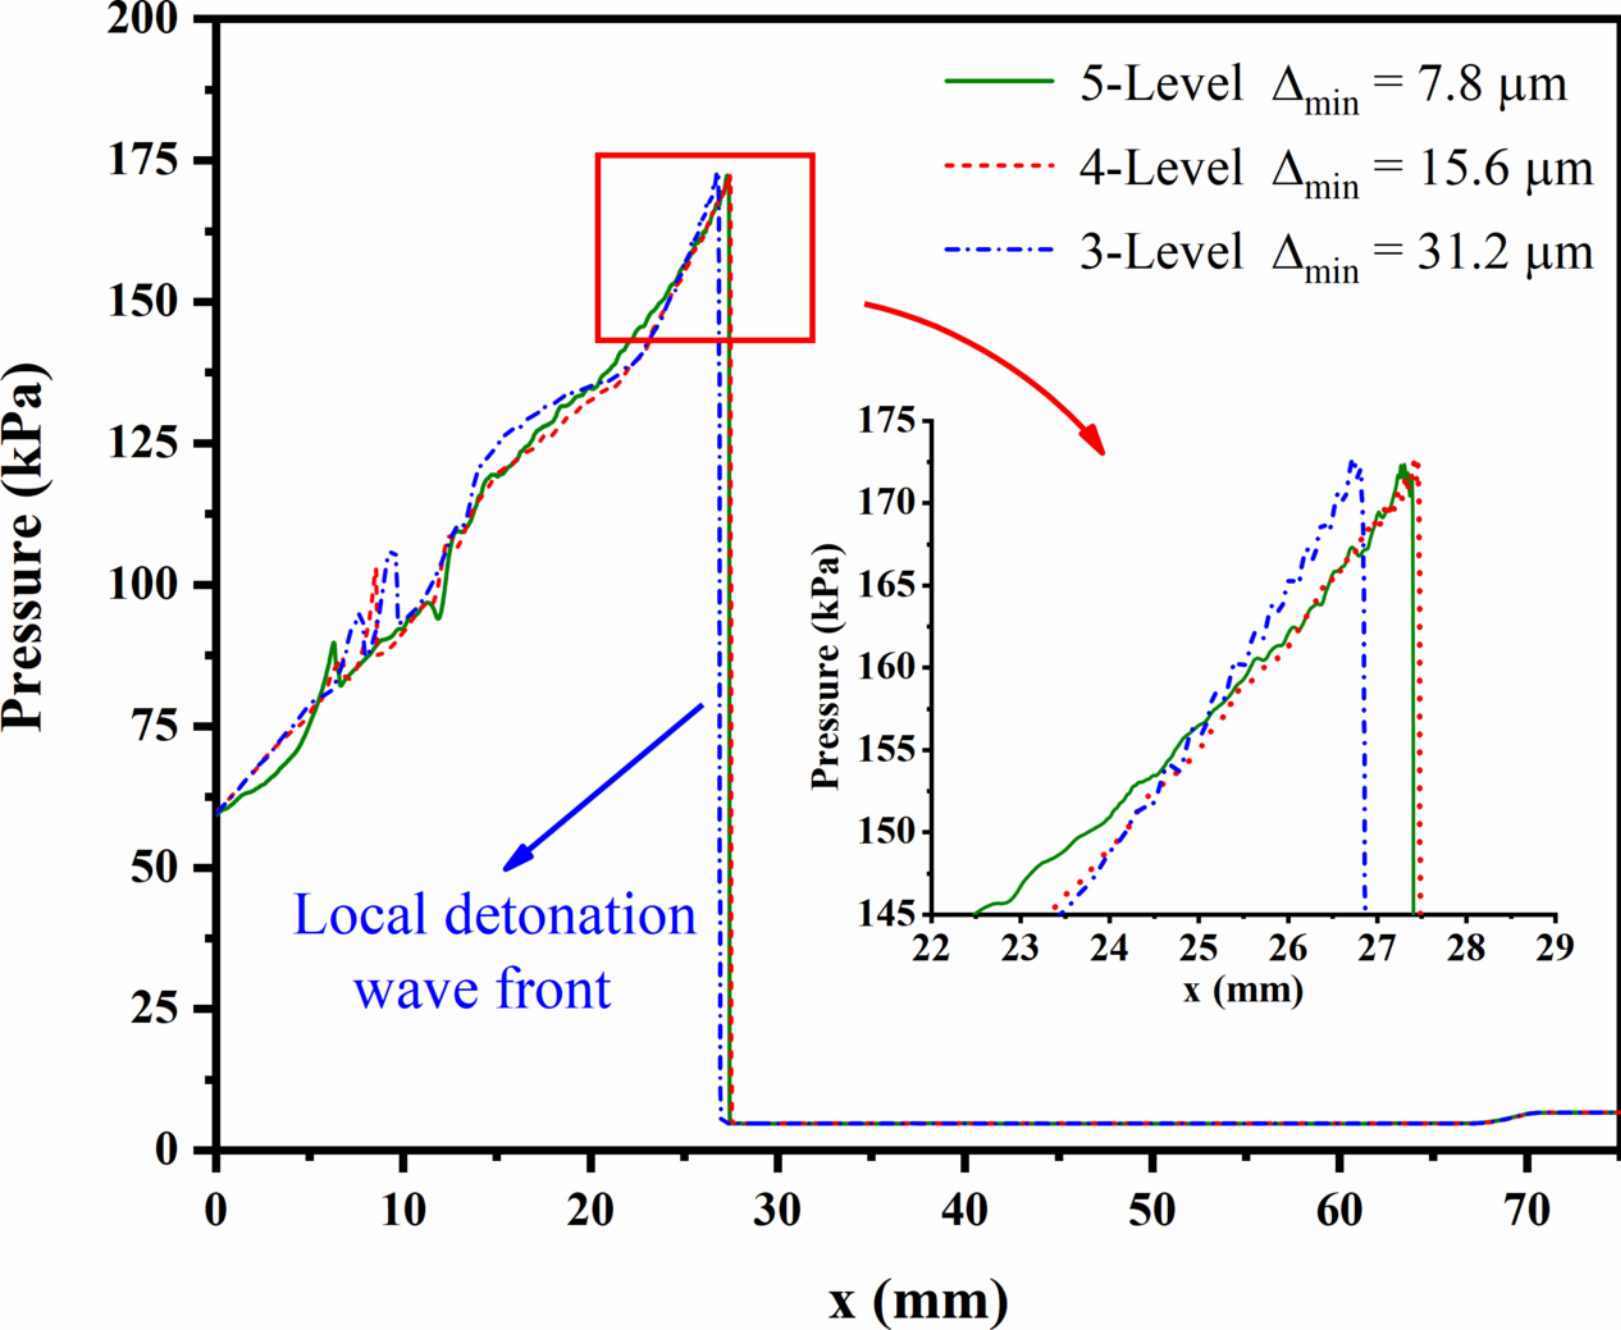 200
175
150
125
100
75
50
25
0
Pressure (kPa)
0 10 20 30 40 50 60 70
x (mm)
5-Level Δmin = 7.8 μm
4-Level Δmin = 15.6 μm
3-Level Δmin = 31.2 μm
Local detonation
wave front
175
170
165
160
155
150
145
Pressure (kPa)
22 23 24 25 26 27 28 29
x (mm)